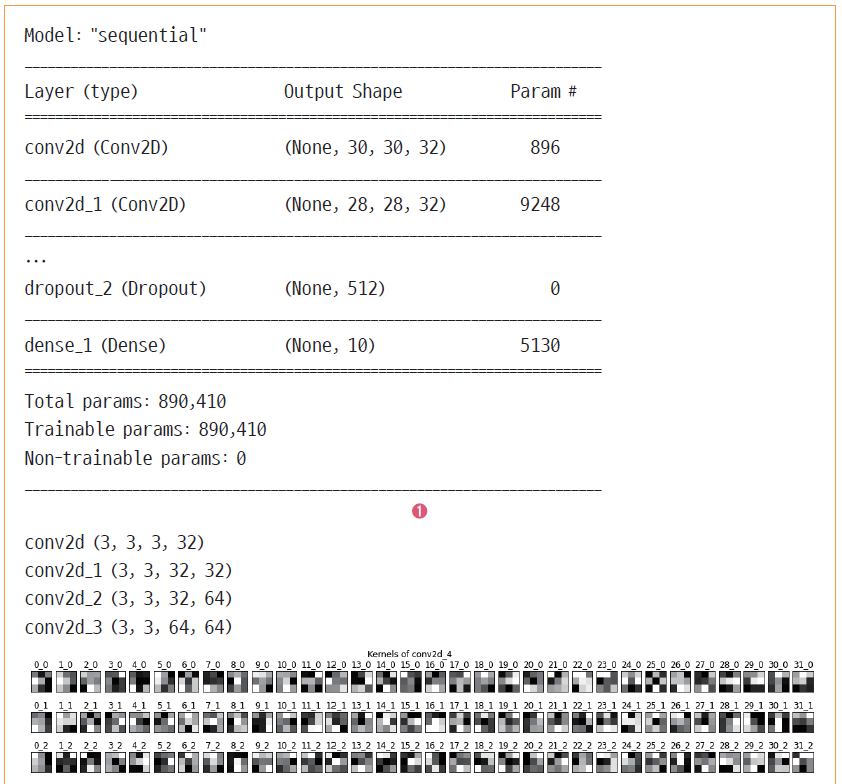 Model: "sequential"
Layer (type) Output Shape Param #
conv2d (Conv2D) (None, 30, 30, 32) 896
conv2d_1 (Conv2D) (None, 28, 28, 32) 9248
...
dropout_2 (Dropout) (None, 512) 0
dense_1 (Dense) (None, 10) 5130
Total params: 890,410
Trainable params: 890,410
Non-trainable params: 0
1
conv2d (3, 3, 3, 32)
conv2d_1 (3, 3, 32, 32)
conv2d_2 (3, 3, 32, 64)
conv2d_3 (3, 3, 64, 64)
Kernels of conv2d_4
0_0 1_0 2_0 3_0 4_0 5_0 6_0 7_0 8_0 9_0 10_0 11_0 12_0 13_0 14_0 15_0 16_0 17_0 18_0 19_0 20_0 21_0 22_0 23_0 24_0 25_0 26_0 27_0 28_0 29_0 30_0 31_0
0_1 1_1 2_1 3_1 4_1 5_1 6_1 7_1 8_1 9_1 10_1 11_1 12_1 13_1 14_1 15_1 16_1 17_1 18_1 19_1 20_1 21_1 22_1 23_1 24_1 25_1 26_1 27_1 28_1 29_1 30_1 31_1
0_2 1_2 2_2 3_2 4_2 5_2 6_2 7_2 8_2 9_2 10_2 11_2 12_2 13_2 14_2 15_2 16_2 17_2 18_2 19_2 20_2 21_2 22_2 23_2 24_2 25_2 26_2 27_2 28_2 29_2 30_2 31_2